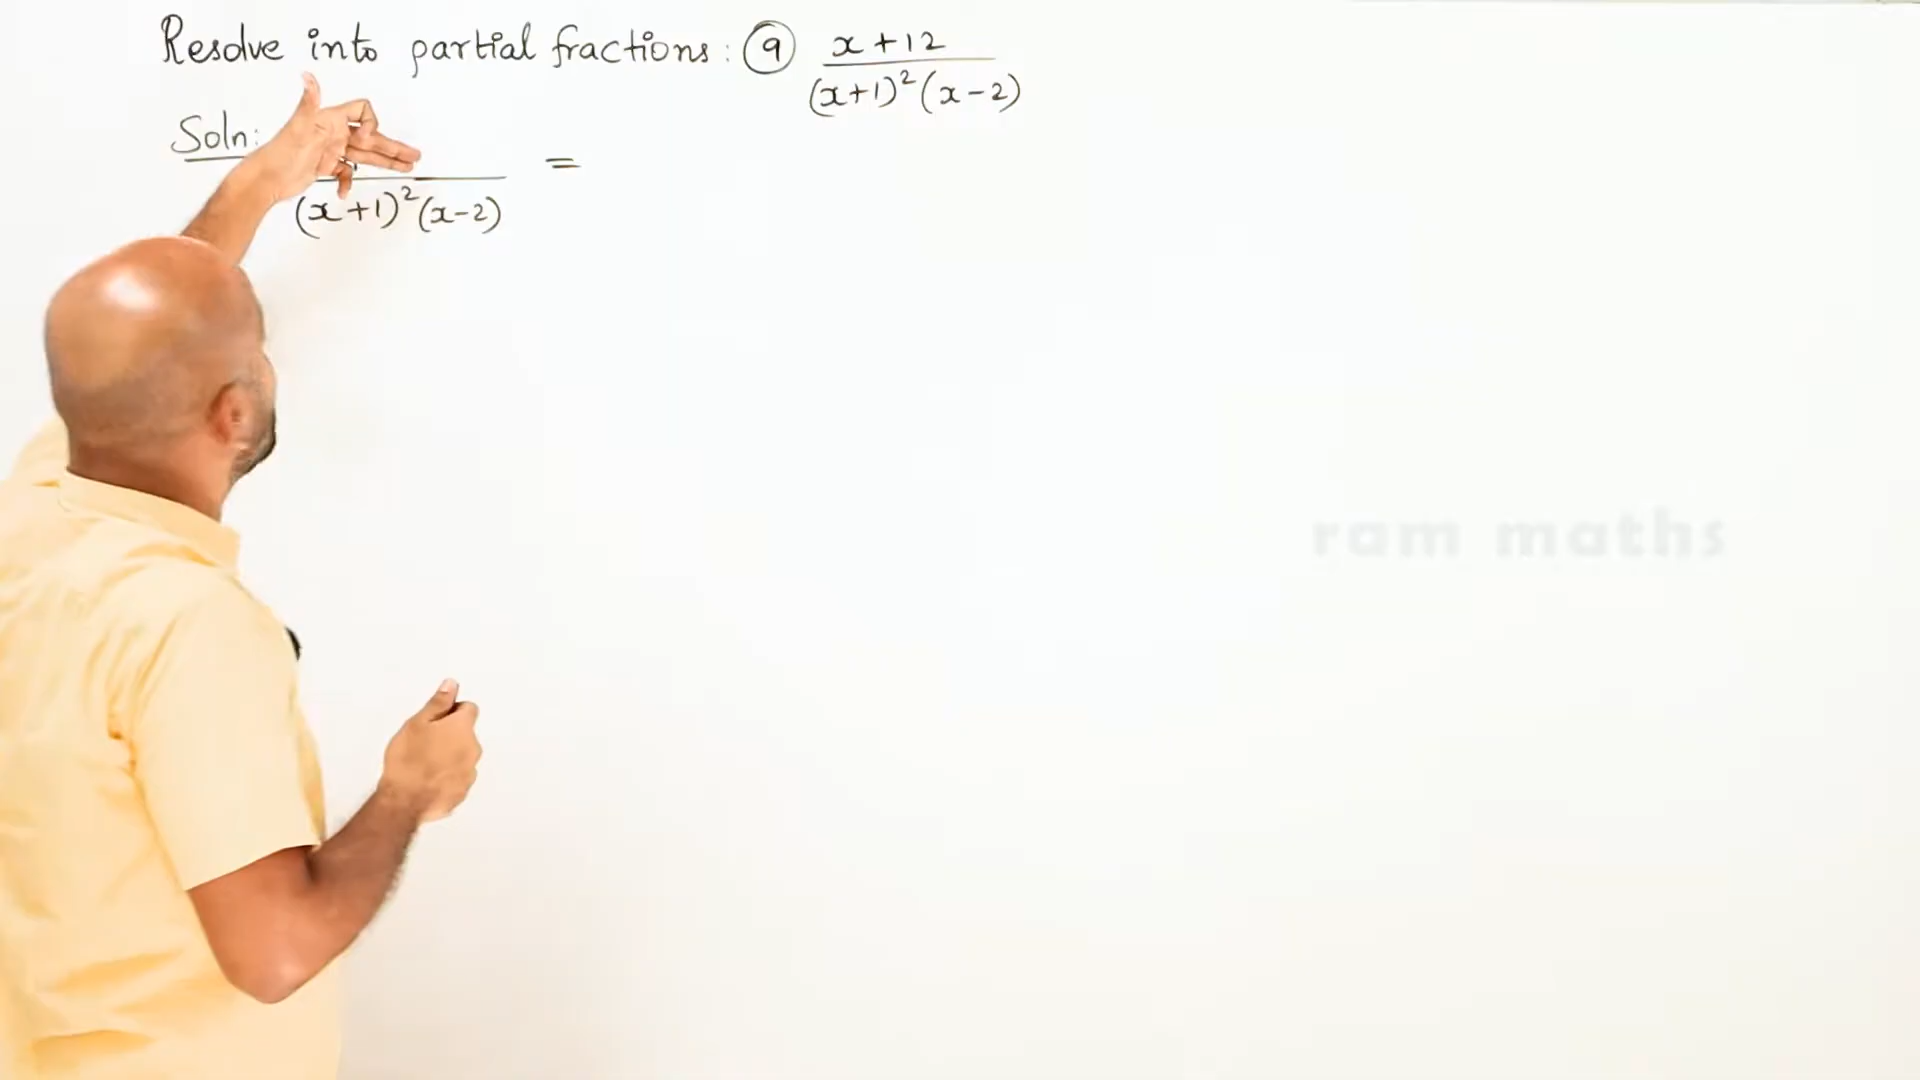 Resolve into partial fractions: 9 x+12
(x+1)²(x-2)
Soln:
=
(x+1)²(x-2)
ram maths